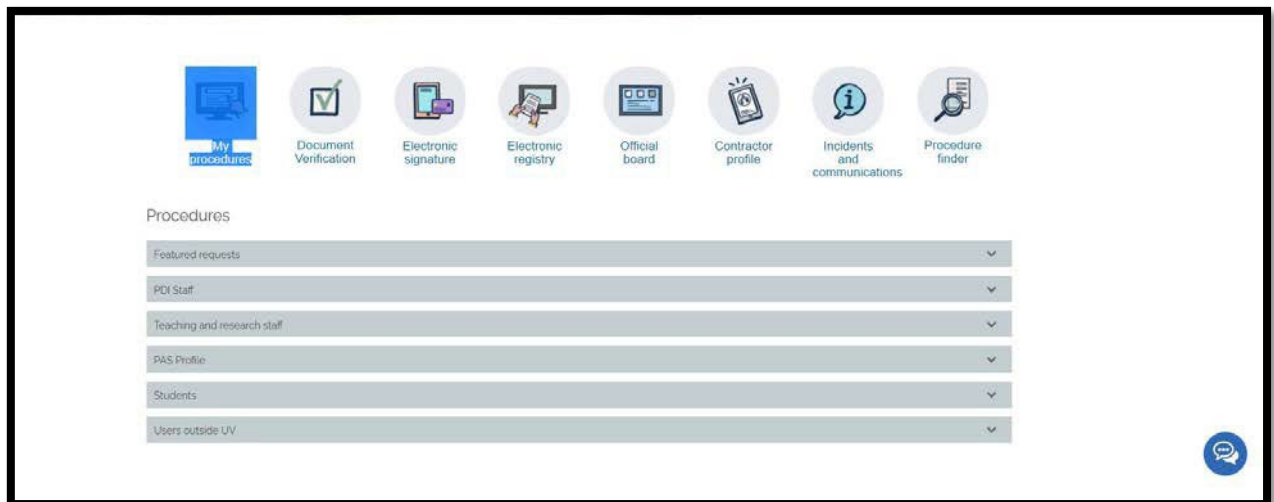 My
procedures
Document
Verification
Electronic
signature
Electronic
registry
Official
board
Contractor
profile
Incidents
and
communications
Procedure
finder
Procedures
Featured requests
PDI Staff
Teaching and research staff
PAS Profile
Students
Users outside UV